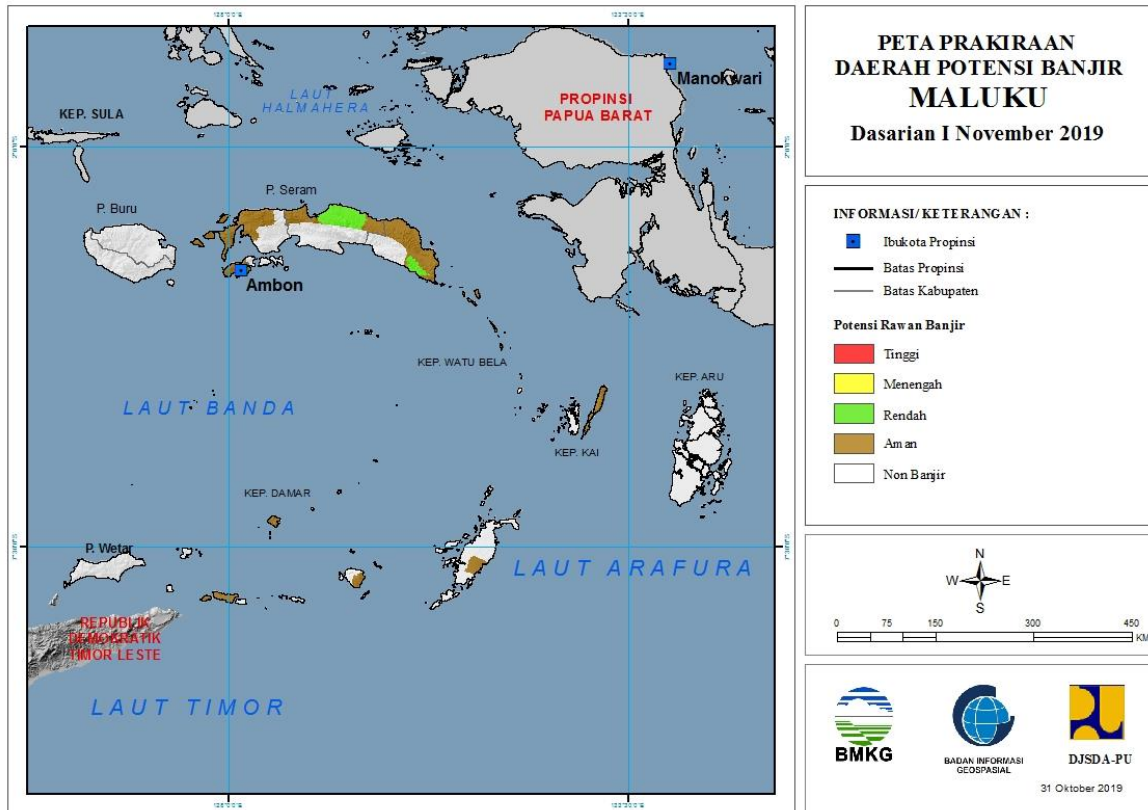 PETA PRAKIRAAN
DAERAH POTENSI BANJIR
MALUKU
Dasarian I November 2019
INFORMASI/KETERANGAN :
Ibukota Propinsi
Batas Propinsi
Batas Kabupaten
Potensi Rawan Banjir
Tinggi
Menengah
Rendah
Aman
Non Banjir
N
W E
S
0 75 150 300 450
KM
BMKG
BADAN INFORMASI
GEOSPASIAL
DJSDA-PU
31 Oktober 2019
Manokwari
LAUT
HALMAHERA
PROPINSI
PAPUA BARAT
KEP. SULA
P. Seram
P. Buru
Ambon
KEP. WATU BELA
KEP. ARU
LAUT BANDA
KEP. KAI
KEP. DAMAR
P. Wetar
LAUT ARAFURA
REPUBLIK
DEMOKRATIK
TIMOR LESTE
LAUT TIMOR